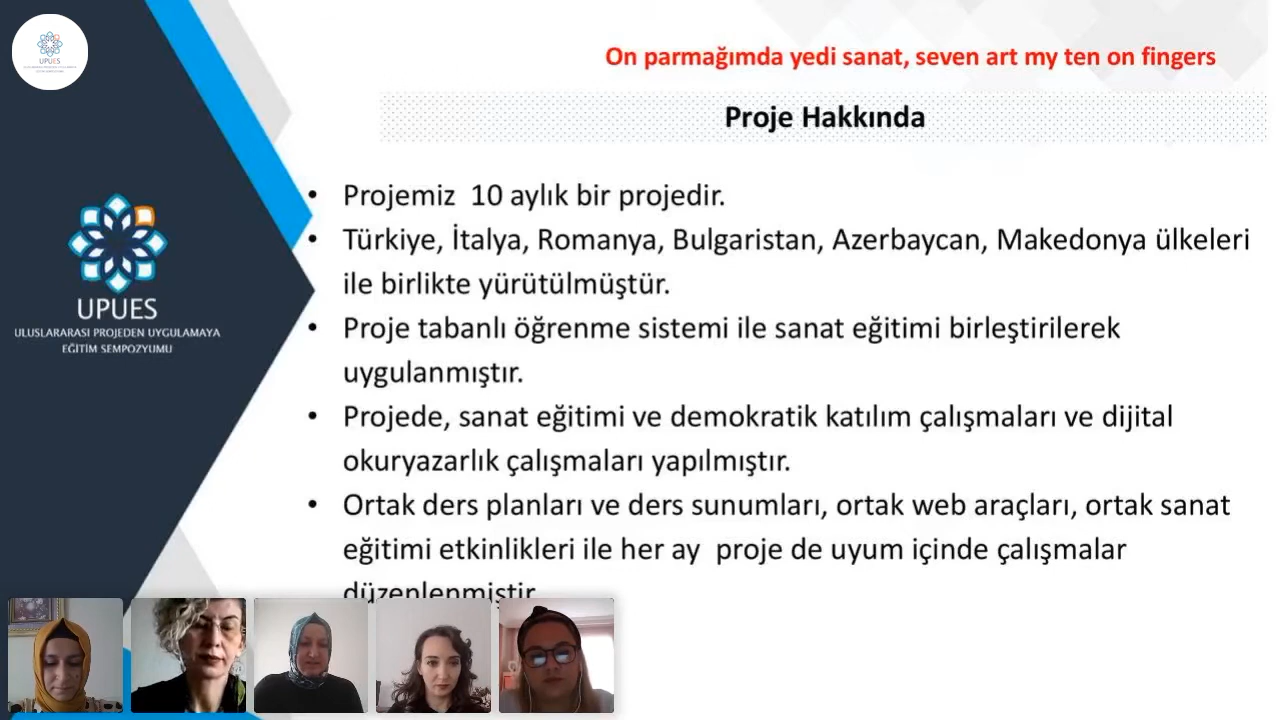 UPUES
On parmağımda yedi sanat, seven art my ten on fingers
Proje Hakkında
• Projemiz  10 aylık bir projedir.
• Türkiye, İtalya, Romanya, Bulgaristan, Azerbaycan, Makedonya ülkeleri
ile birlikte yürütülmüştür.
• Proje tabanlı öğrenme sistemi ile sanat eğitimi birleştirilerek
uygulanmıştır.
• Projede, sanat eğitimi ve demokratik katılım çalışmaları ve dijital
okuryazarlık çalışmaları yapılmıştır.
• Ortak ders planları ve ders sunumları, ortak web araçları, ortak sanat
eğitimi etkinlikleri ile her ay  proje de uyum içinde çalışmalar
düzenlenmiştir.
UPUES
ULUSLARARASI PROJEDEN UYGULAMAYA
EĞİTİM SEMPOZYUMU